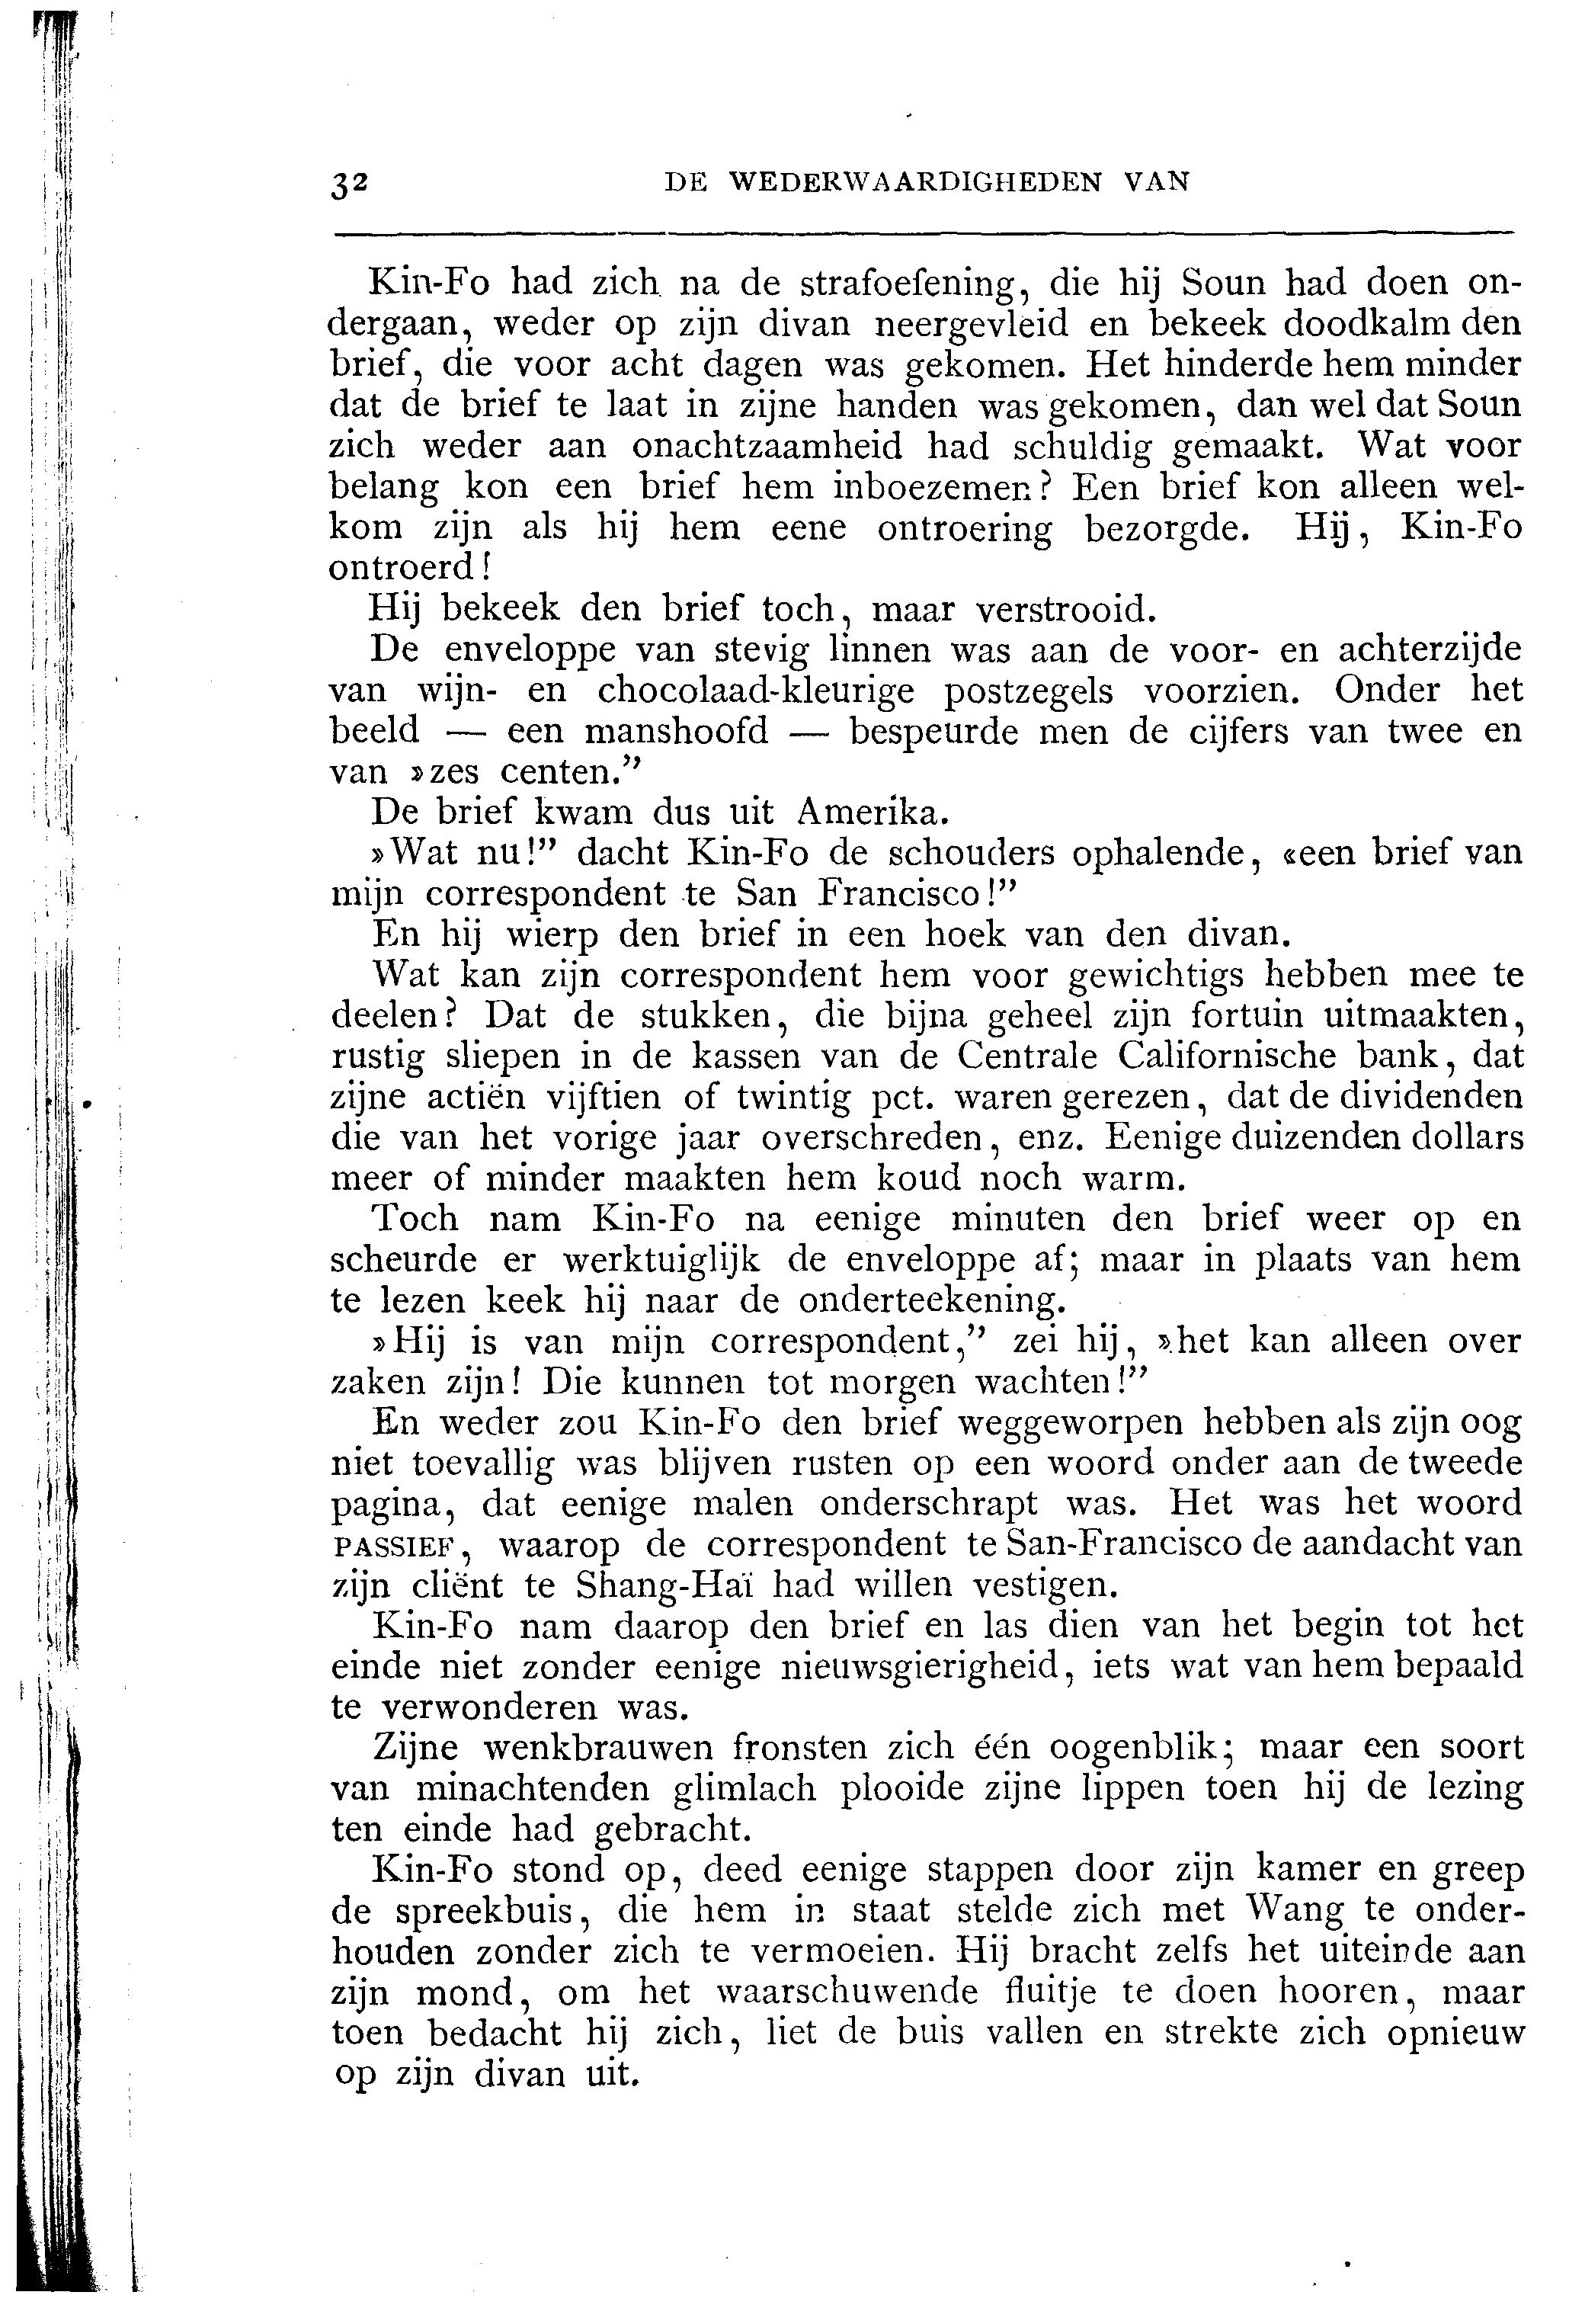 32 DE WEDERWAARDIGHEDEN VAN
Kin-Fo had zich na de strafoefening, die hij Soun had doen on-
dergaan, weder op zijn divan neergevleid en bekeek doodkalm den
brief, die voor acht dagen was gekomen. Het hinderde hem minder
dat de brief te laat in zijne handen was gekomen, dan wel dat Soun
zich weder aan onachtzaamheid had schuldig gemaakt. Wat voor
belang kon een brief hem inboezemen? Een brief kon alleen wel-
kom zijn als hij hem eene ontroering bezorgde. Hij, Kin-Fo
ontroerd!
Hij bekeek den brief toch, maar verstrooid.
De enveloppe van stevig linnen was aan de voor- en achterzijde
van wijn- en chocolaad-kleurige postzegels voorzien. Onder het
beeld — een manshoofd — bespeurde men de cijfers van twee en
van »zes centen.”
De brief kwam dus uit Amerika.
»Wat nu!” dacht Kin-Fo de schouders ophalende, «een brief van
mijn correspondent te San Francisco!”
En hij wierp den brief in een hoek van den divan.
Wat kan zijn correspondent hem voor gewichtigs hebben mee te
deelen? Dat de stukken, die bijna geheel zijn fortuin uitmaakten,
rustig sliepen in de kassen van de Centrale Californische bank, dat
zijne actiën vijftien of twintig pct. waren gerezen, dat de dividenden
die van het vorige jaar overschreden, enz. Eenige duizenden dollars
meer of minder maakten hem koud noch warm.
Toch nam Kin-Fo na eenige minuten den brief weer op en
scheurde er werktuiglijk de enveloppe af; maar in plaats van hem
te lezen keek hij naar de onderteekening.
»Hij is van mijn correspondent,” zei hij, »het kan alleen over
zaken zijn! Die kunnen tot morgen wachten!”
En weder zou Kin-Fo den brief weggeworpen hebben als zijn oog
niet toevallig was blijven rusten op een woord onder aan de tweede
pagina, dat eenige malen onderschrapt was. Het was het woord
PASSIEF, waarop de correspondent te San-Francisco de aandacht van
zijn cliënt te Shang-Haï had willen vestigen.
Kin-Fo nam daarop den brief en las dien van het begin tot het
einde niet zonder eenige nieuwsgierigheid, iets wat van hem bepaald
te verwonderen was.
Zijne wenkbrauwen fronsten zich één oogenblik; maar een soort
van minachtenden glimlach plooide zijne lippen toen hij de lezing
ten einde had gebracht.
Kin-Fo stond op, deed eenige stappen door zijn kamer en greep
de spreekbuis, die hem in staat stelde zich met Wang te onder-
houden zonder zich te vermoeien. Hij bracht zelfs het uiteinde aan
zijn mond, om het waarschuwende fluitje te doen hooren, maar
toen bedacht hij zich, liet de buis vallen en strekte zich opnieuw
op zijn divan uit.